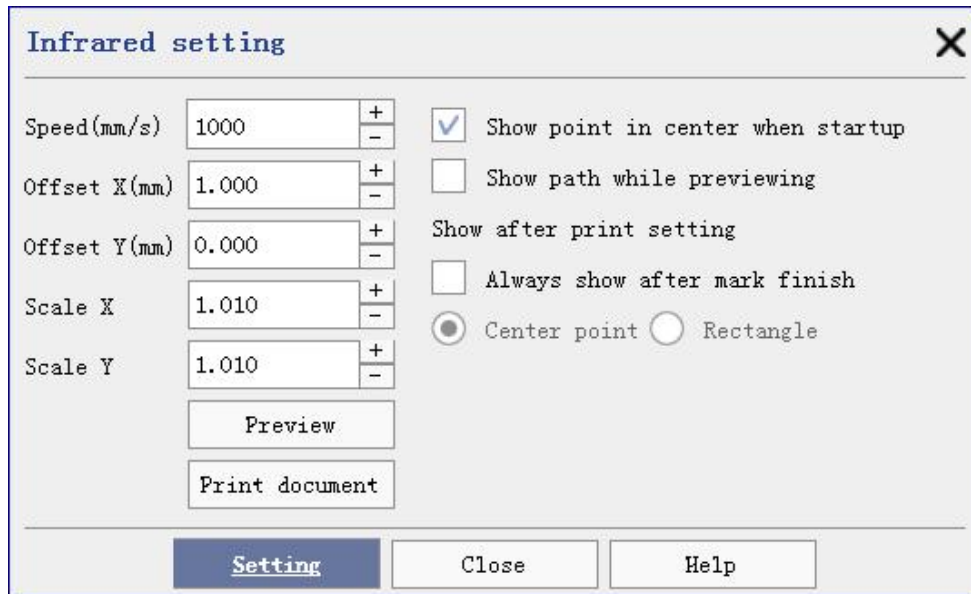 Infrared setting
Speed(mm/s) 1000 + -
Show point in center when startup
Offset X(mm) 1.000 + -
Show path while previewing
Offset Y(mm) 0.000 + -
Show after print setting
Scale X 1.010 + -
Always show after mark finish
Center point Rectangle
Scale Y 1.010 + -
Preview
Print document
Setting Close Help